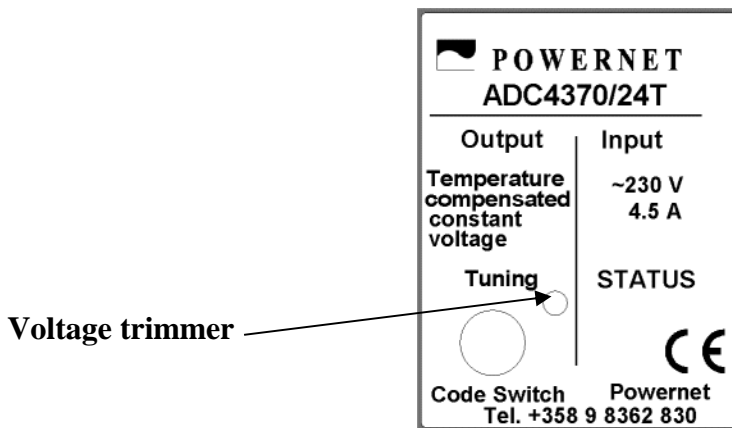 POWERNET
ADC4370/24T
Output
Input
Temperature
compensated
constant
voltage
~230 V
4.5 A
Tuning
STATUS
Voltage trimmer
CE
Code Switch
Powernet
Tel. +358 9 8362 830